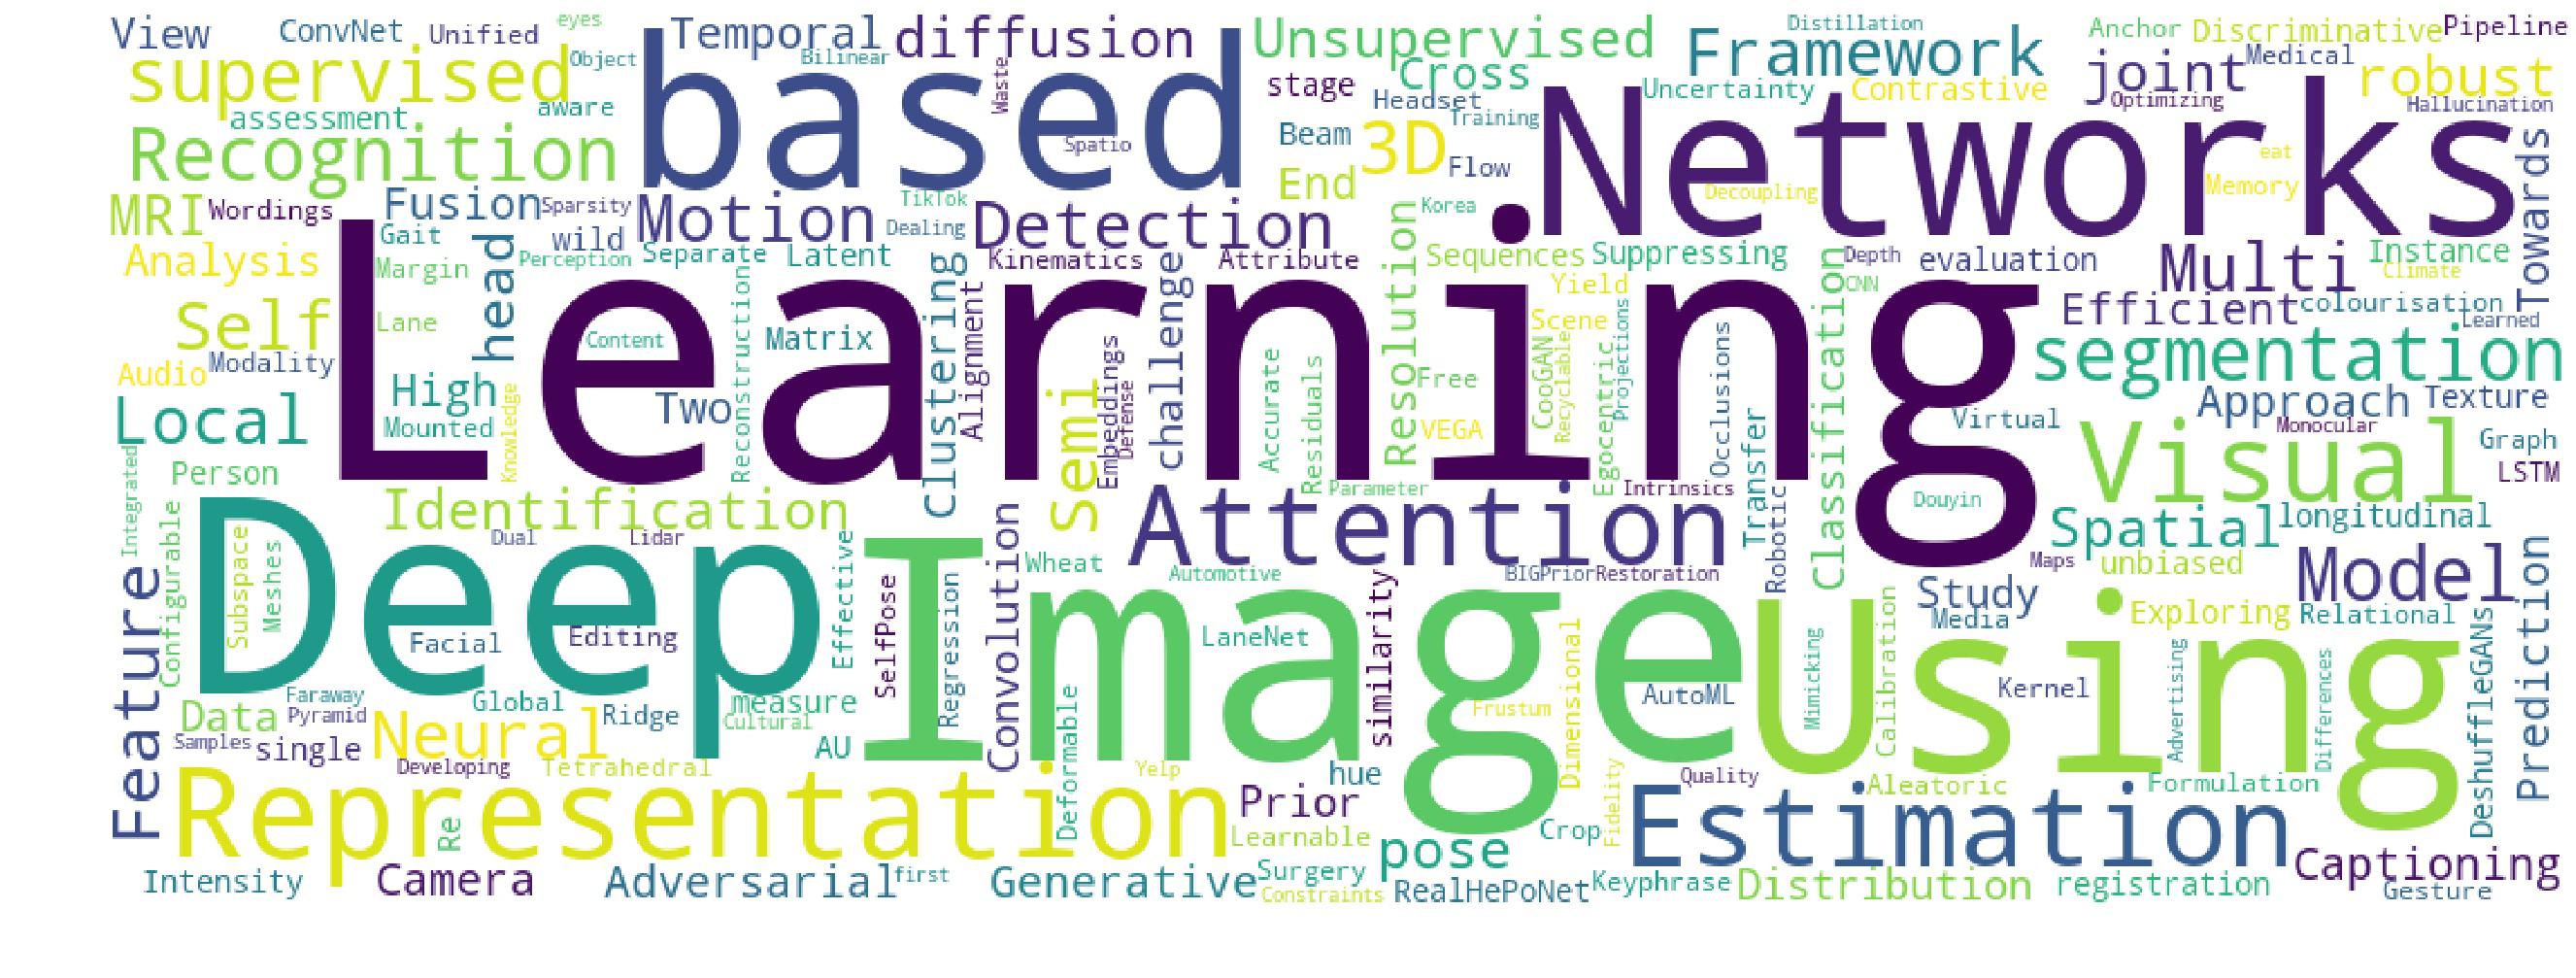 View
ConvNet
Unified
eyes
Temporal
diffusion
Unsupervised
Framework
Distillation
Anchor
Discriminative
Pipeline
supervised
Object
Bilinear
based
Waste
stage
Cross
Uncertainty
Contrastive
joint
Medical
robust
assessment
aware
Spatio
Headset
Training
Networks
Optimizing
Hallucination
Recognition
Beam
3D
Flow
eat
Towards
MRI
Wordings
Fusion
Sparsity
Motion
TikTok
Dealing
Detection
End
Korea
Decoupling
Memory
Analysis
Gait
wild
Perception
Separate
Latent
Kinematics
Attribute
Resolution
Sequences
Suppressing
Depth
evaluation
Multi
Instance
Climate
Margin
head
Learning
Reconstruction
Clustering
Alignment
challenge
Yield
Classification
CNN
Efficient
colourisation
Learned
Self
Lane
Content
Matrix
Scene
Projections
segmentation
Audio
Modality
High
Knowledge
Two
Semi
Embeddings
Defense
Accurate
Residuals
Free
CooGAN
Recyclable
Egocentric
Occlusions
Approach
Texture
Local
Mounted
VEGA
Transfer
Virtual
Visual
Monocular
Graph
LSTM
Integrated
Person
Identification
Parameter
Intrinsics
Douyin
Configurable
Deep
Subspace
Meshes
Dual
Lidar
Effective
Convolution
Attention
Robotic
Spatial
longitudinal
Feature
Wheat
Automotive
BIGPrior
Restoration
Maps
unbiased
Model
Prediction
Facial
Editing
Image
SelfPose
Regression
LaneNet
similarity
using
Study
Media
Exploring
Relational
Faraway
Pyramid
Global
Ridge
measure
Cultural
Deformable
Frustum
Dimensional
AutoML
Mimicking
Calibration
Kernel
Advertising
Differences
DeshuffleGANs
Data
Samples
single
Neural
AU
Developing
Tetrahedral
Yelp
hue
Quality
Aleatoric
Formulation
Representation
Re
Prior
Learnable
Crop
Fidelity
Estimation
Intensity
Camera
Adversarial
first
Generative
Surgery
Constraints
pose
RealHePoNet
Keyphrase
Distribution
registration
Captioning
Gesture